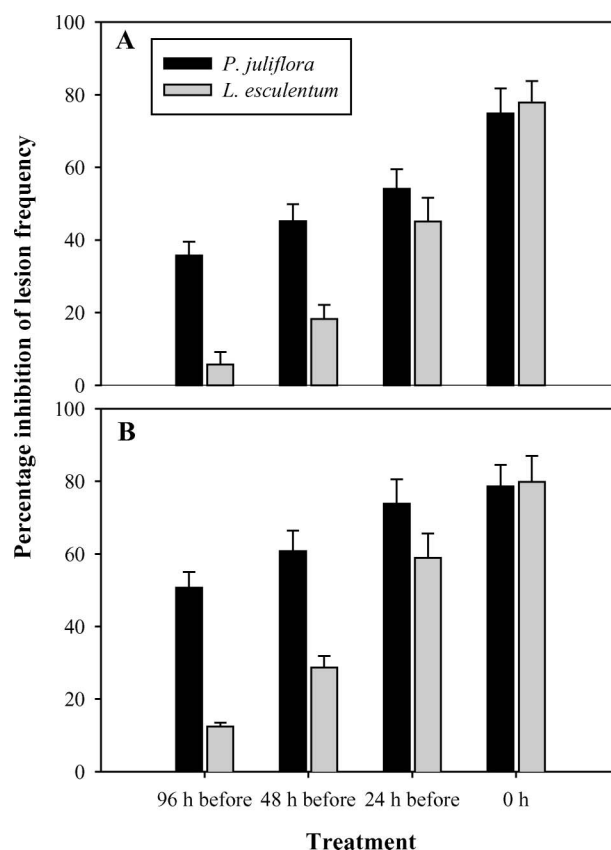 Percentage inhibition of lesion frequency
100
80
60
40
20
0
A
P. juliflora
L. esculentum
100
80
60
40
20
0
B
96 h before 48 h before 24 h before 0 h
Treatment